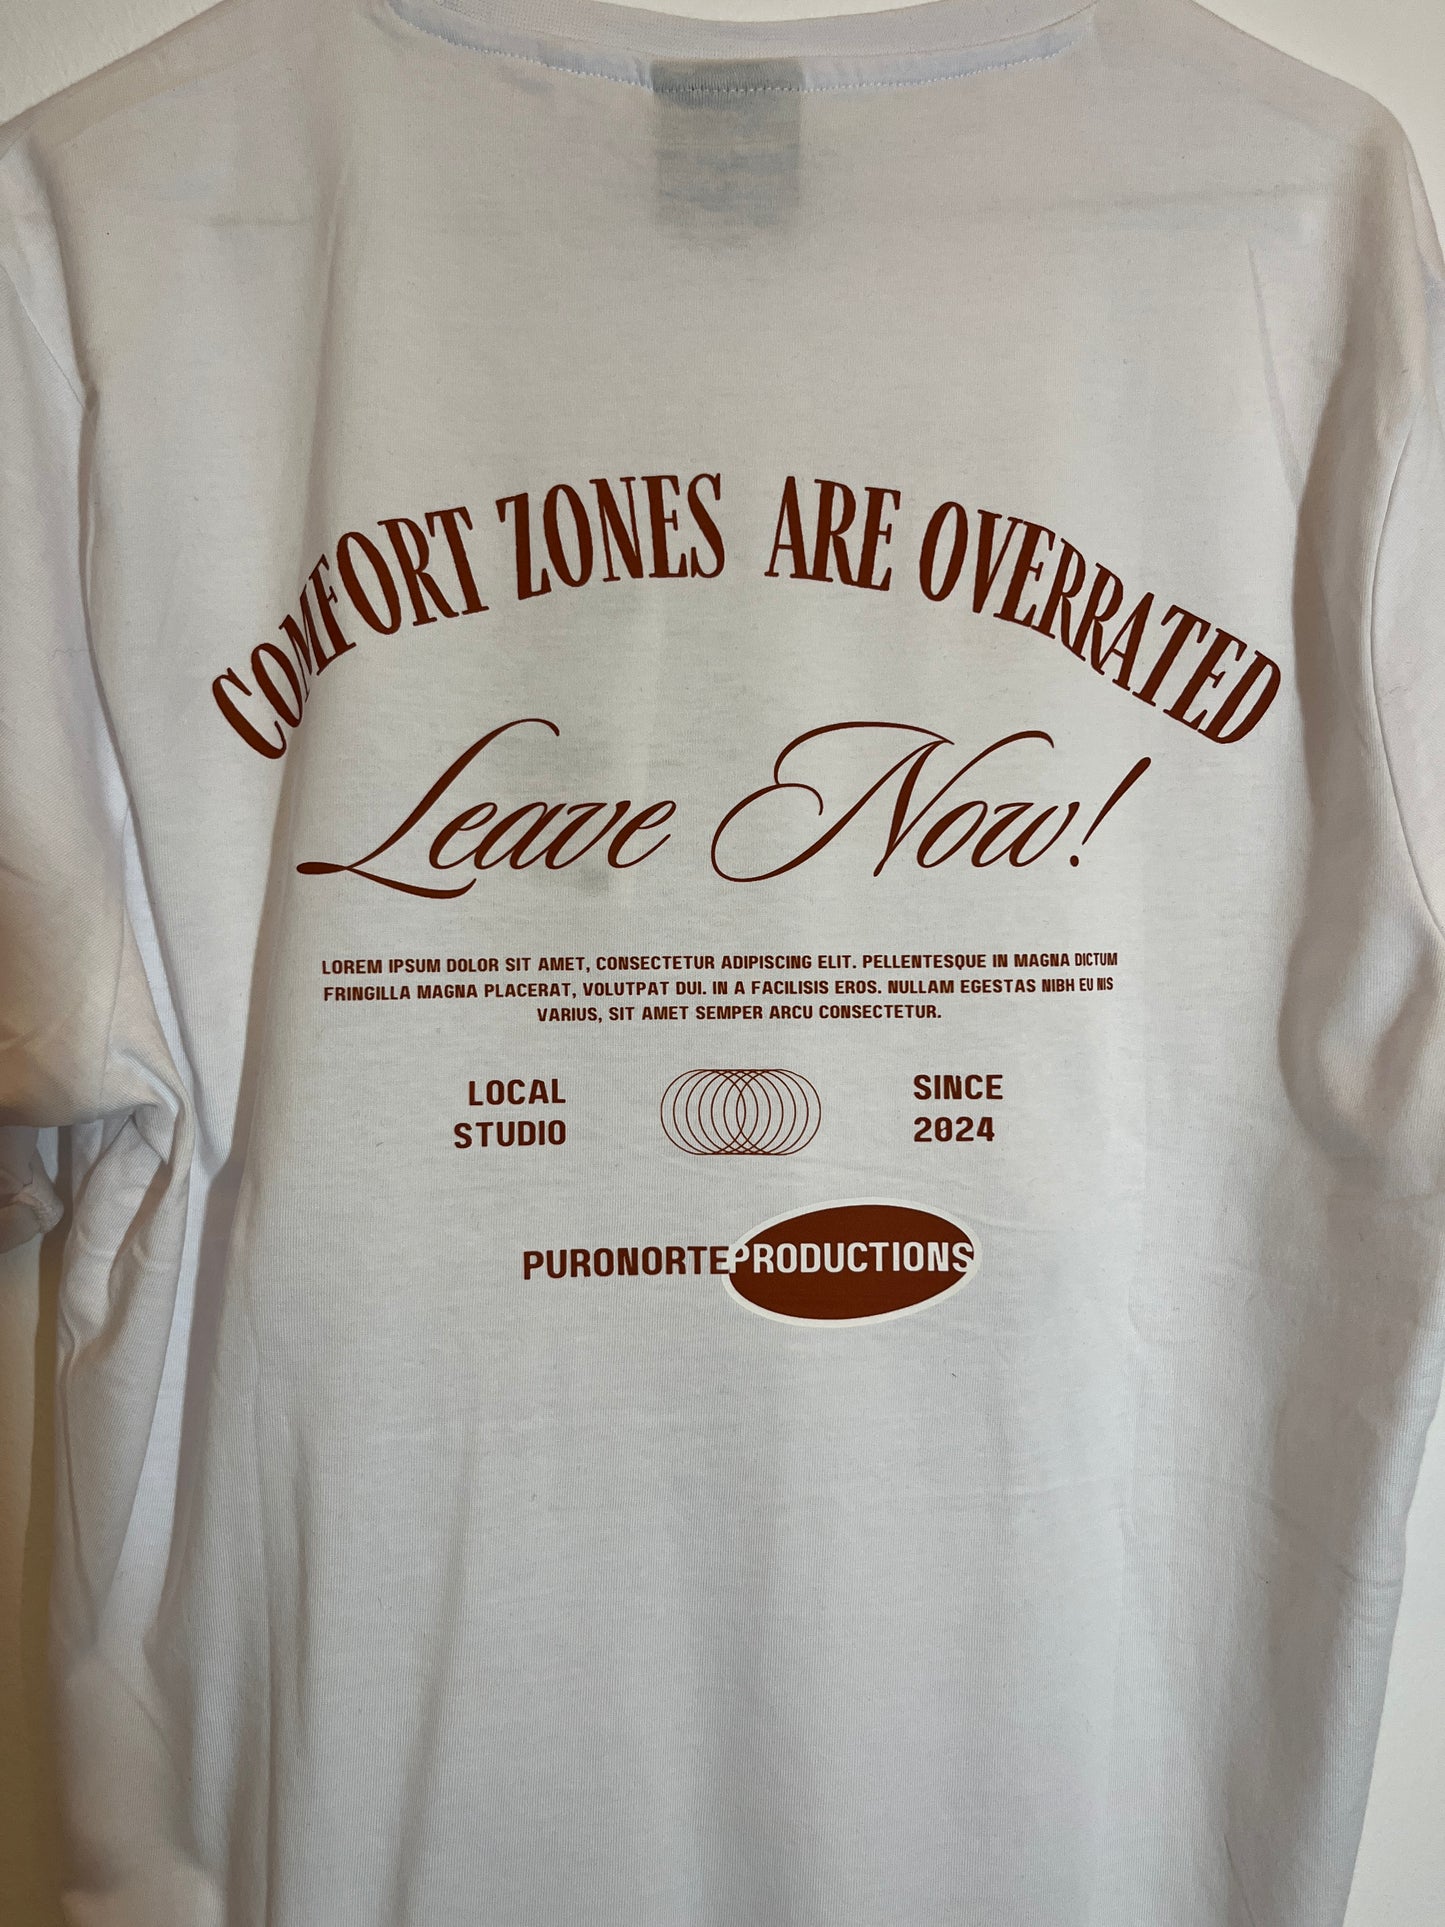 COMFORT ZONES ARE OVERRATED
Leave Now!
LOREM IPSUM DOLOR SIT AMET, CONSECTETUR ADIPISCING ELIT. PELLENTESQUE IN MAGNA DICTUM
FRINGILLA MAGNA PLACERAT, VOLUTPAT DUI. IN A FACILISIS EROS. NULLAM EGESTAS NIBH EU NIS
VARIUS, SIT AMET SEMPER ARCU CONSECTETUR.
LOCAL
STUDIO
SINCE
2024
PURONORTEPRODUCTIONS